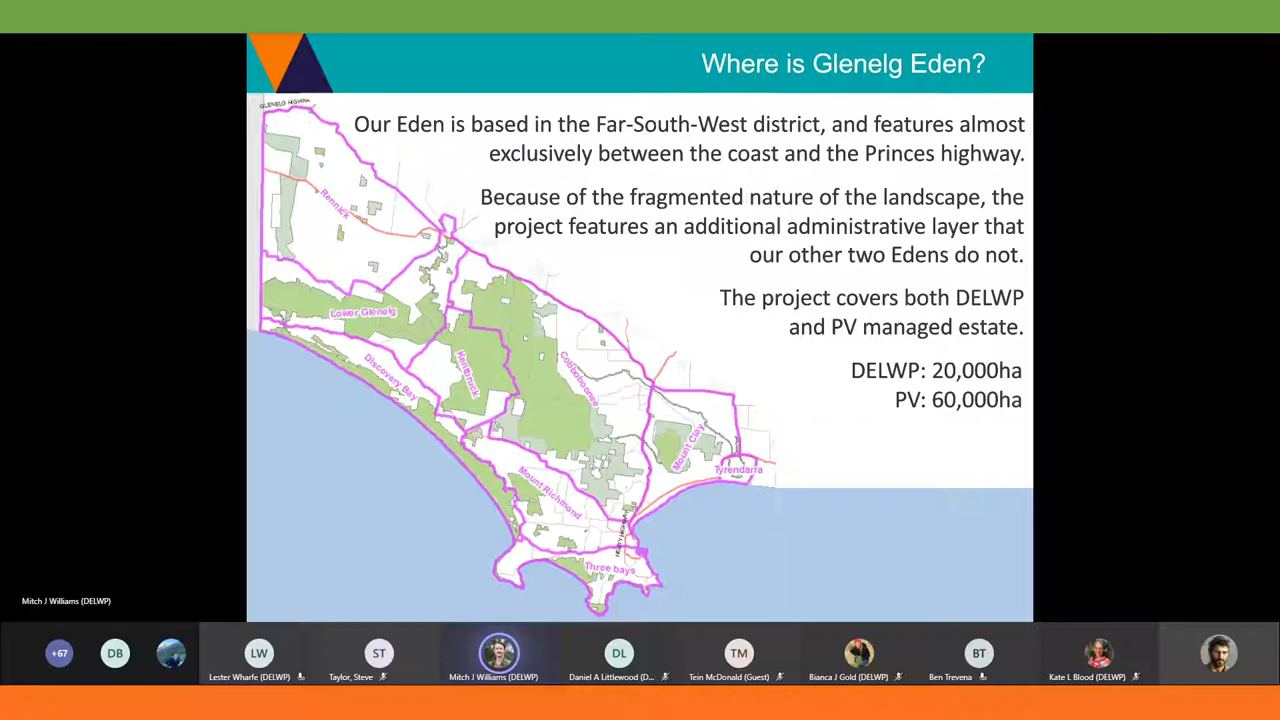 Where is Glenelg Eden?
GLENELG HIGHWA
Our Eden is based in the Far-South-West district, and features almost
exclusively between the coast and the Princes highway.
Because of the fragmented nature of the landscape, the
project features an additional administrative layer that
our other two Edens do not.
The project covers both DELWP
and PV managed estate.
DELWP: 20,000ha
PV: 60,000ha
Rennick
Lower Glenelg
Discovery Bay
Kentbruck
Cobboboonee
Mount Clay
Tyrendarra
Mount Richmond
Three bays
Mitch J Williams (DELWP)
+67
DB
LW
ST
DL
TM
BT
Lester Wharfe (DELWP)
Taylor, Steve
Mitch J Williams (DELWP)
Daniel A Littlewood (D...
Tein McDonald (Guest)
Bianca J Gold (DELWP)
Ben Trevena
Kate L Blood (DELWP)